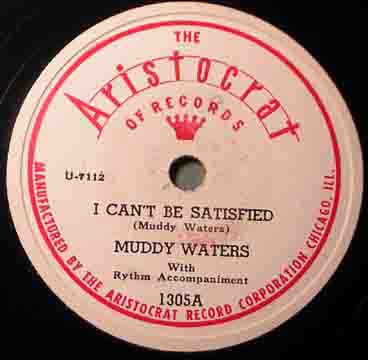 THE
Aristocrat
OF RECORDS
U-7112
I CAN'T BE SATISFIED
(Muddy Waters)
MUDDY WATERS
With
Rythm Accompaniment
1305A
MANUFACTURED BY THE ARISTOCRAT RECORD CORPORATION CHICAGO, ILL.